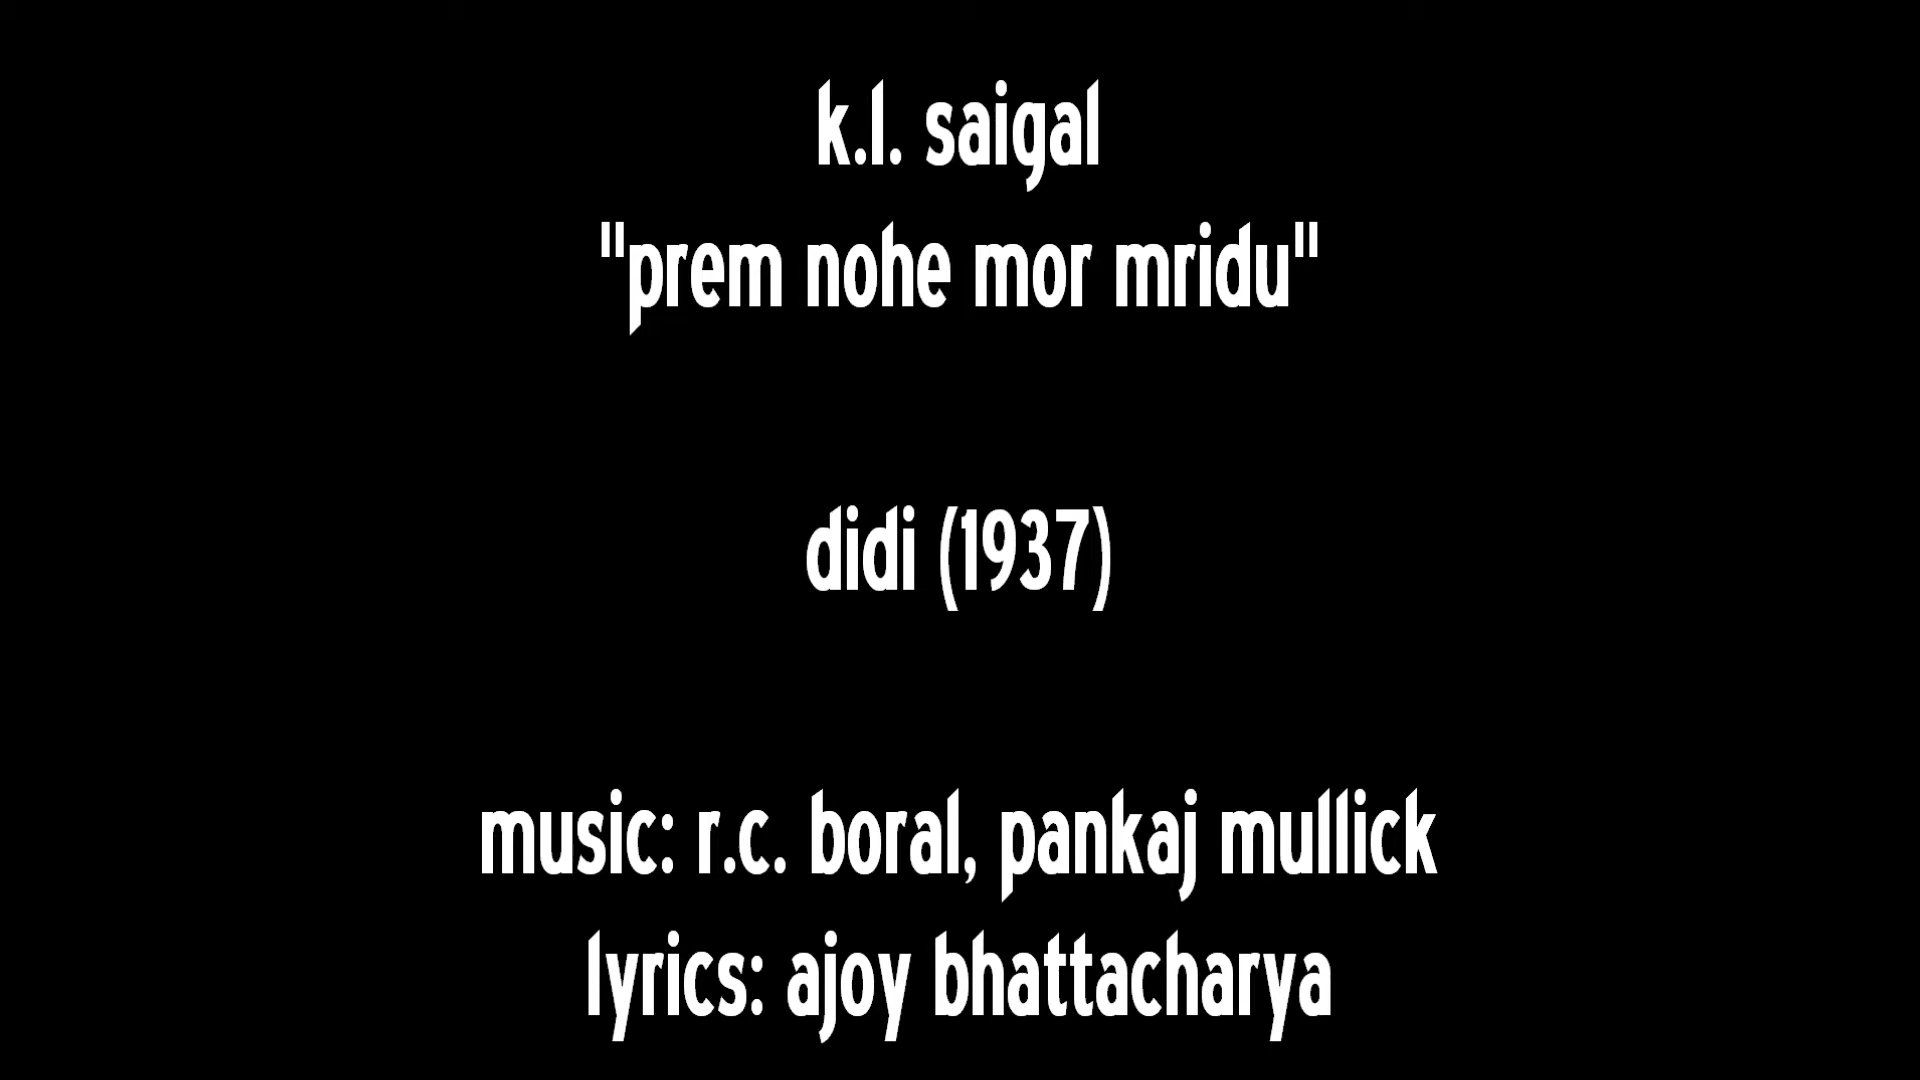 k.l. saigal
"prem nohe mor mridu"
didi (1937)
music: r.c. boral, pankaj mullick
lyrics: ajoy bhattacharya